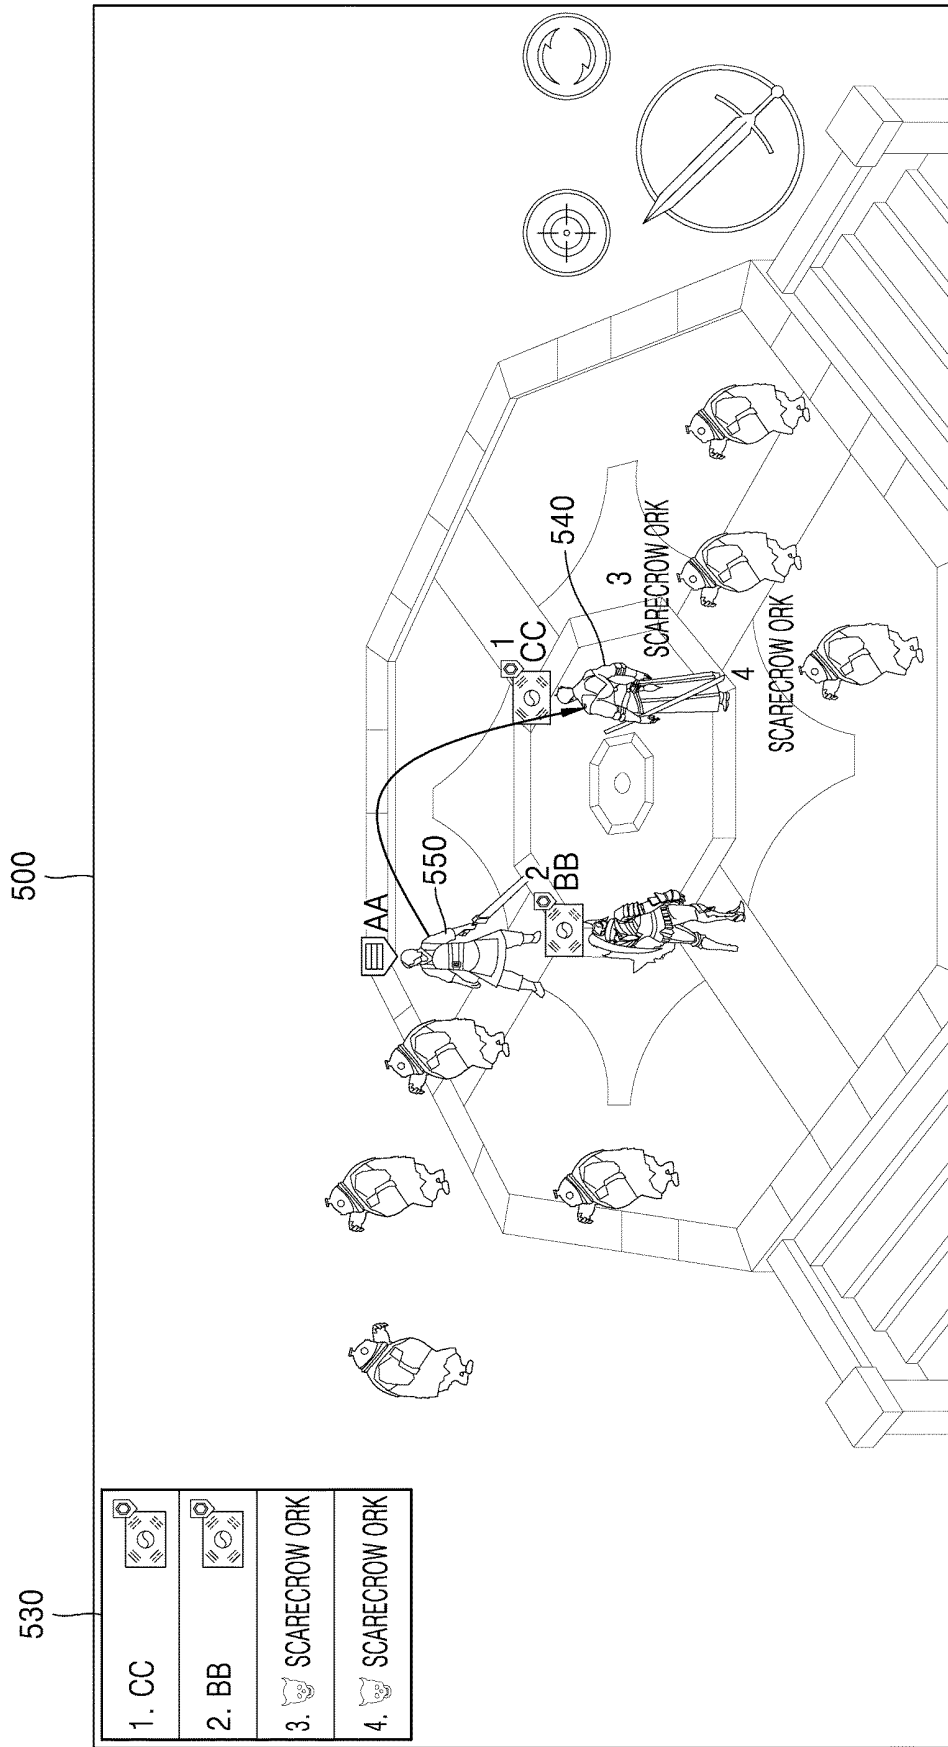 500
530
1. CC
2. BB
3. SCARECROW ORK
4. SCARECROW ORK
AA
550
2
BB
1
CC
540
3
SCARECROW ORK
4
SCARECROW ORK